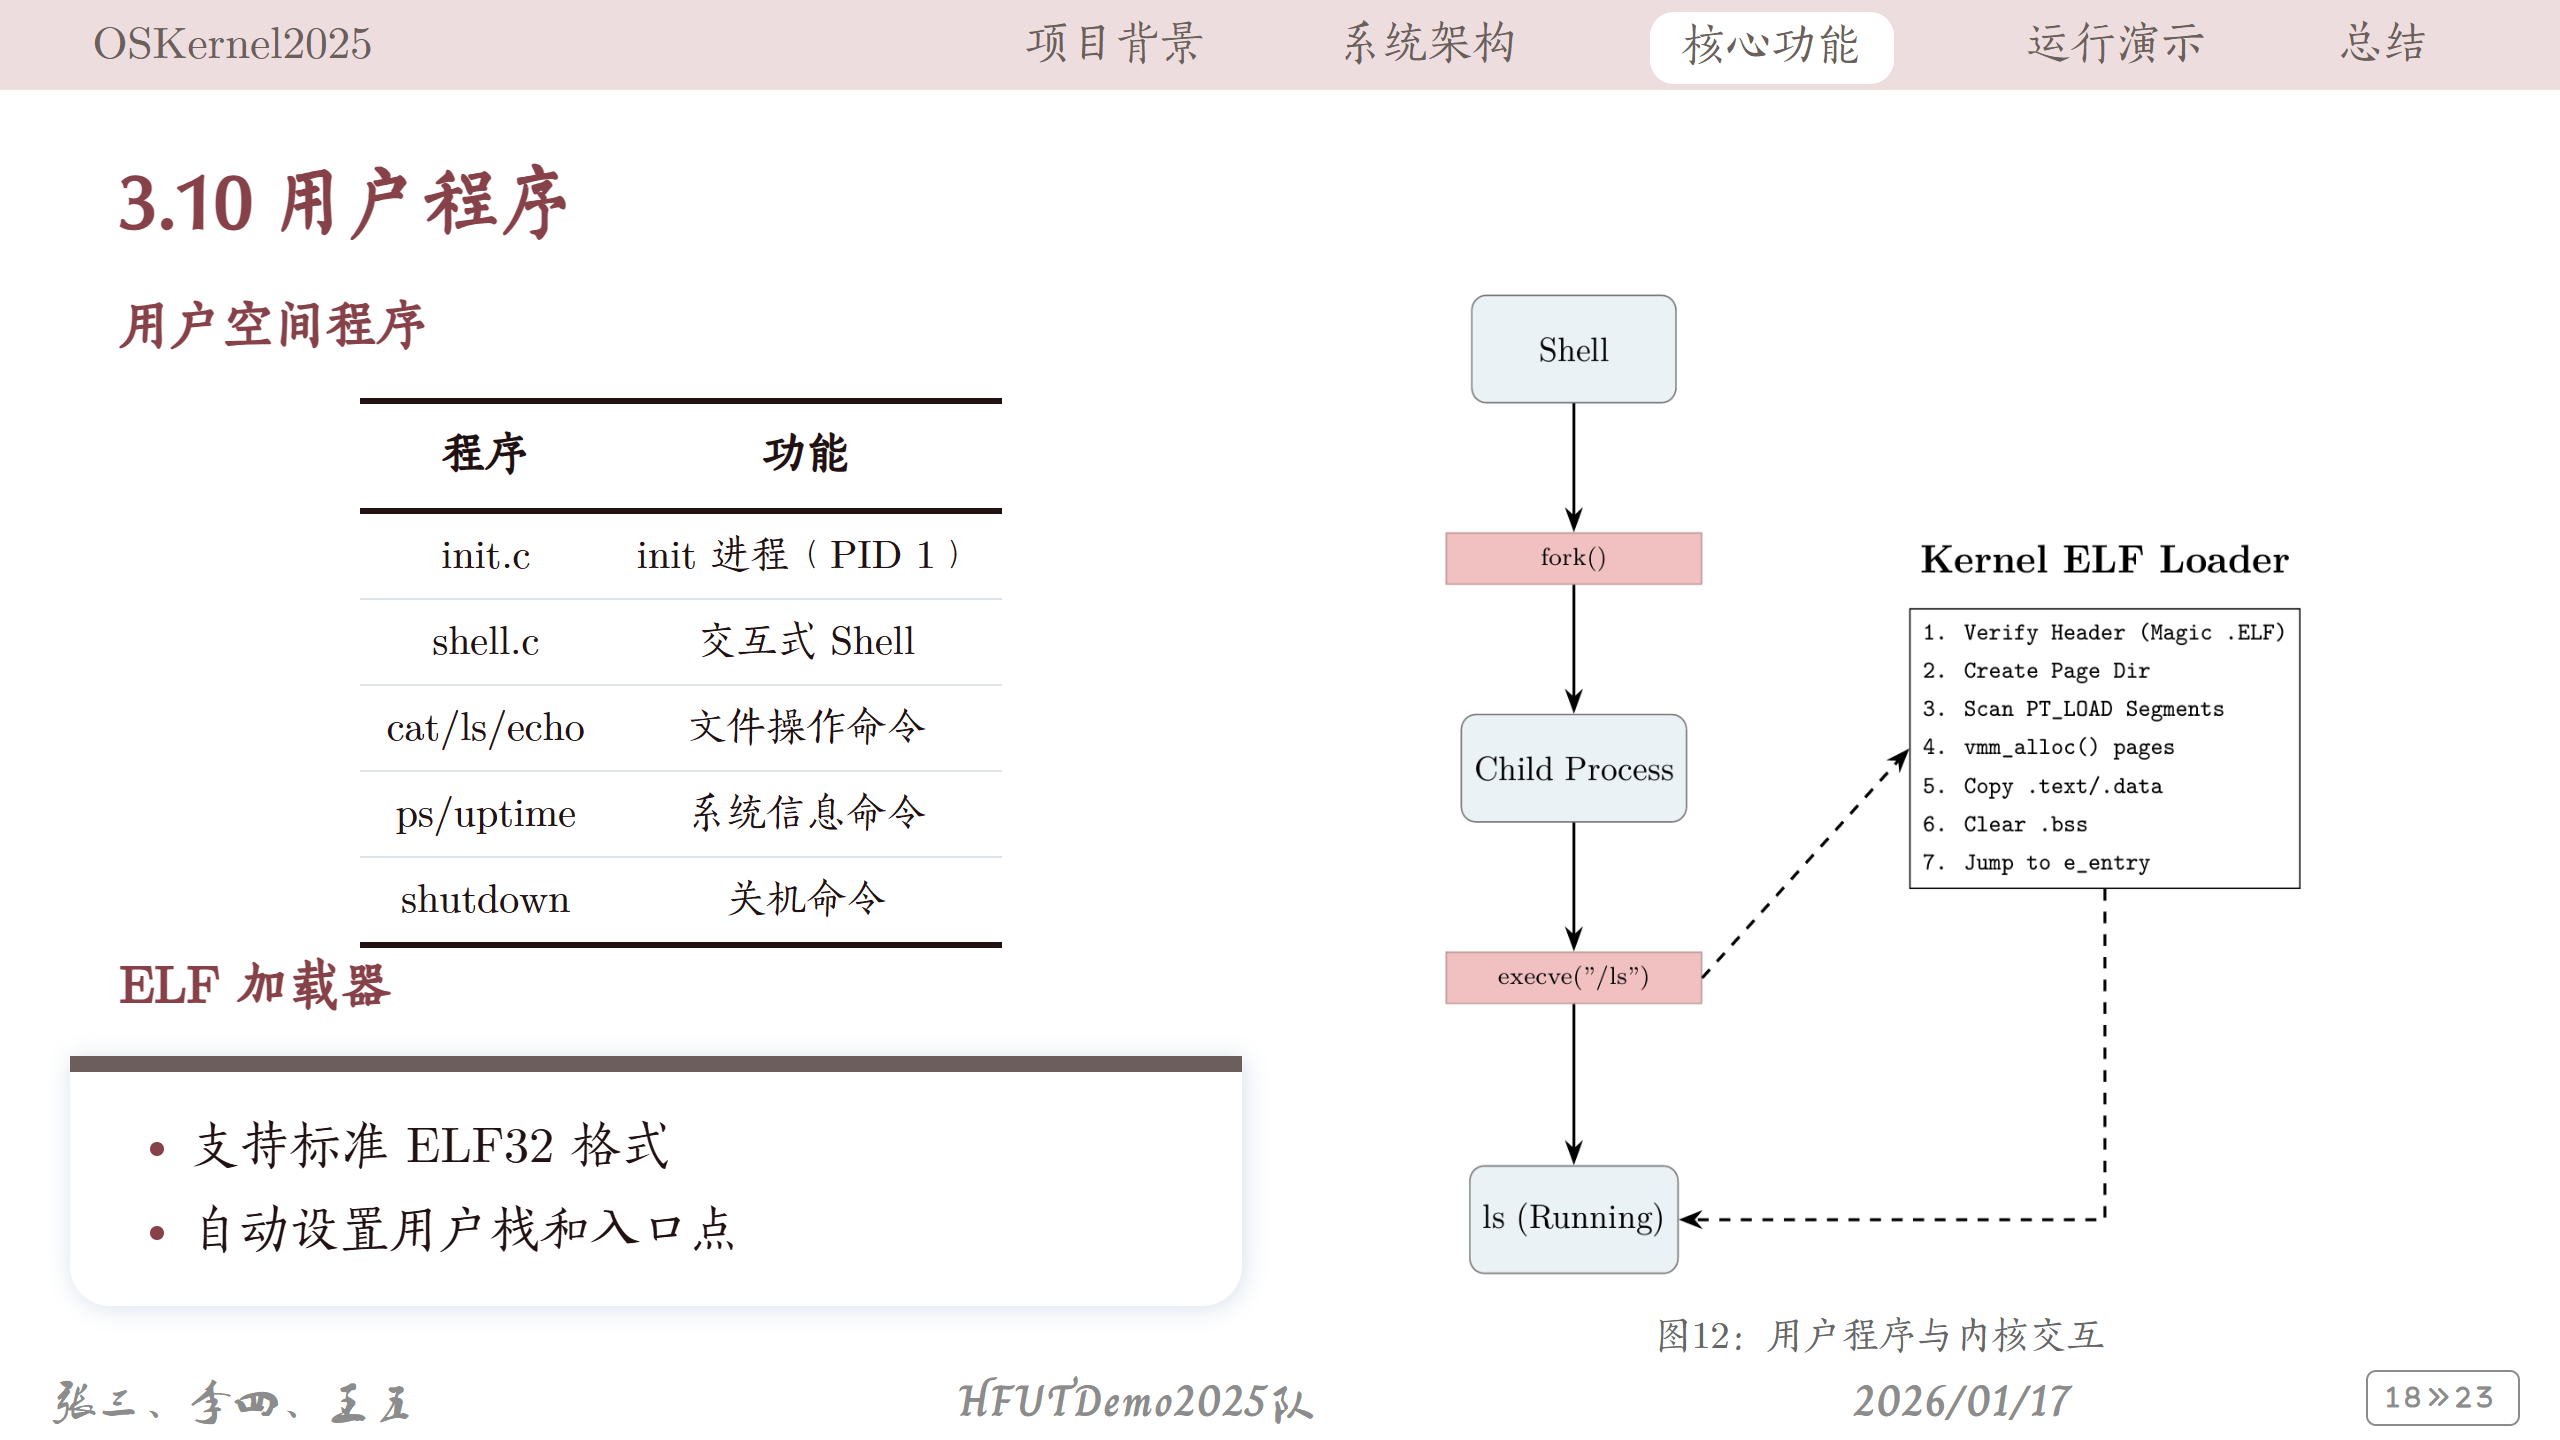 OSKernel2025 项目背景 系统架构 核心功能 运行演示 总结
3.10 用户程序
用户空间程序
程序 功能
init.c init 进程（PID 1）
shell.c 交互式 Shell
cat/ls/echo 文件操作命令
ps/uptime 系统信息命令
shutdown 关机命令
ELF 加载器
• 支持标准 ELF32 格式
• 自动设置用户栈和入口点
Shell
fork()
Child Process
execve("/ls")
ls (Running)
Kernel ELF Loader
1. Verify Header (Magic .ELF)
2. Create Page Dir
3. Scan PT_LOAD Segments
4. vmm_alloc() pages
5. Copy .text/.data
6. Clear .bss
7. Jump to e_entry
图12：用户程序与内核交互
张三、李四、王五 HFUTDemo2025队 2026/01/17 18»23